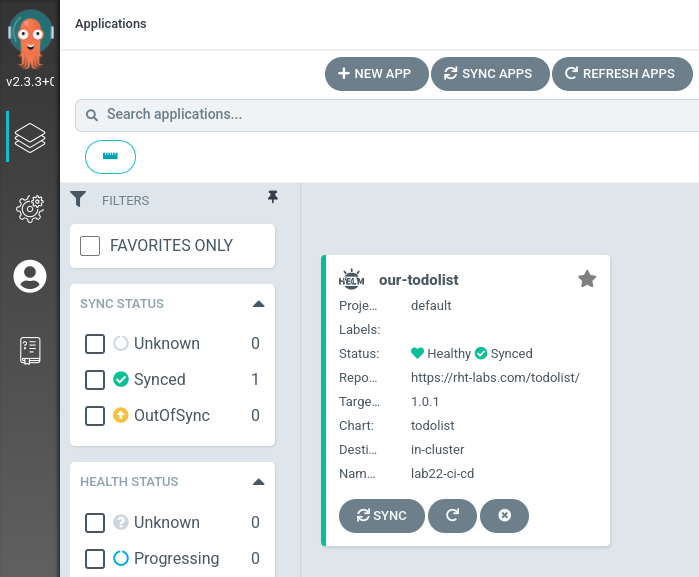 Applications
v2.3.3+0
NEW APP
SYNC APPS
REFRESH APPS
Search applications...
FILTERS
FAVORITES ONLY
SYNC STATUS
Unknown 0
Synced 1
OutOfSync 0
HEALTH STATUS
Unknown 0
Progressing 0
HELM
our-todolist
Proje... default
Labels:
Status: Healthy Synced
Repo... https://rht-labs.com/todolist/
Targe... 1.0.1
Chart: todolist
Desti... in-cluster
Nam... lab22-ci-cd
SYNC